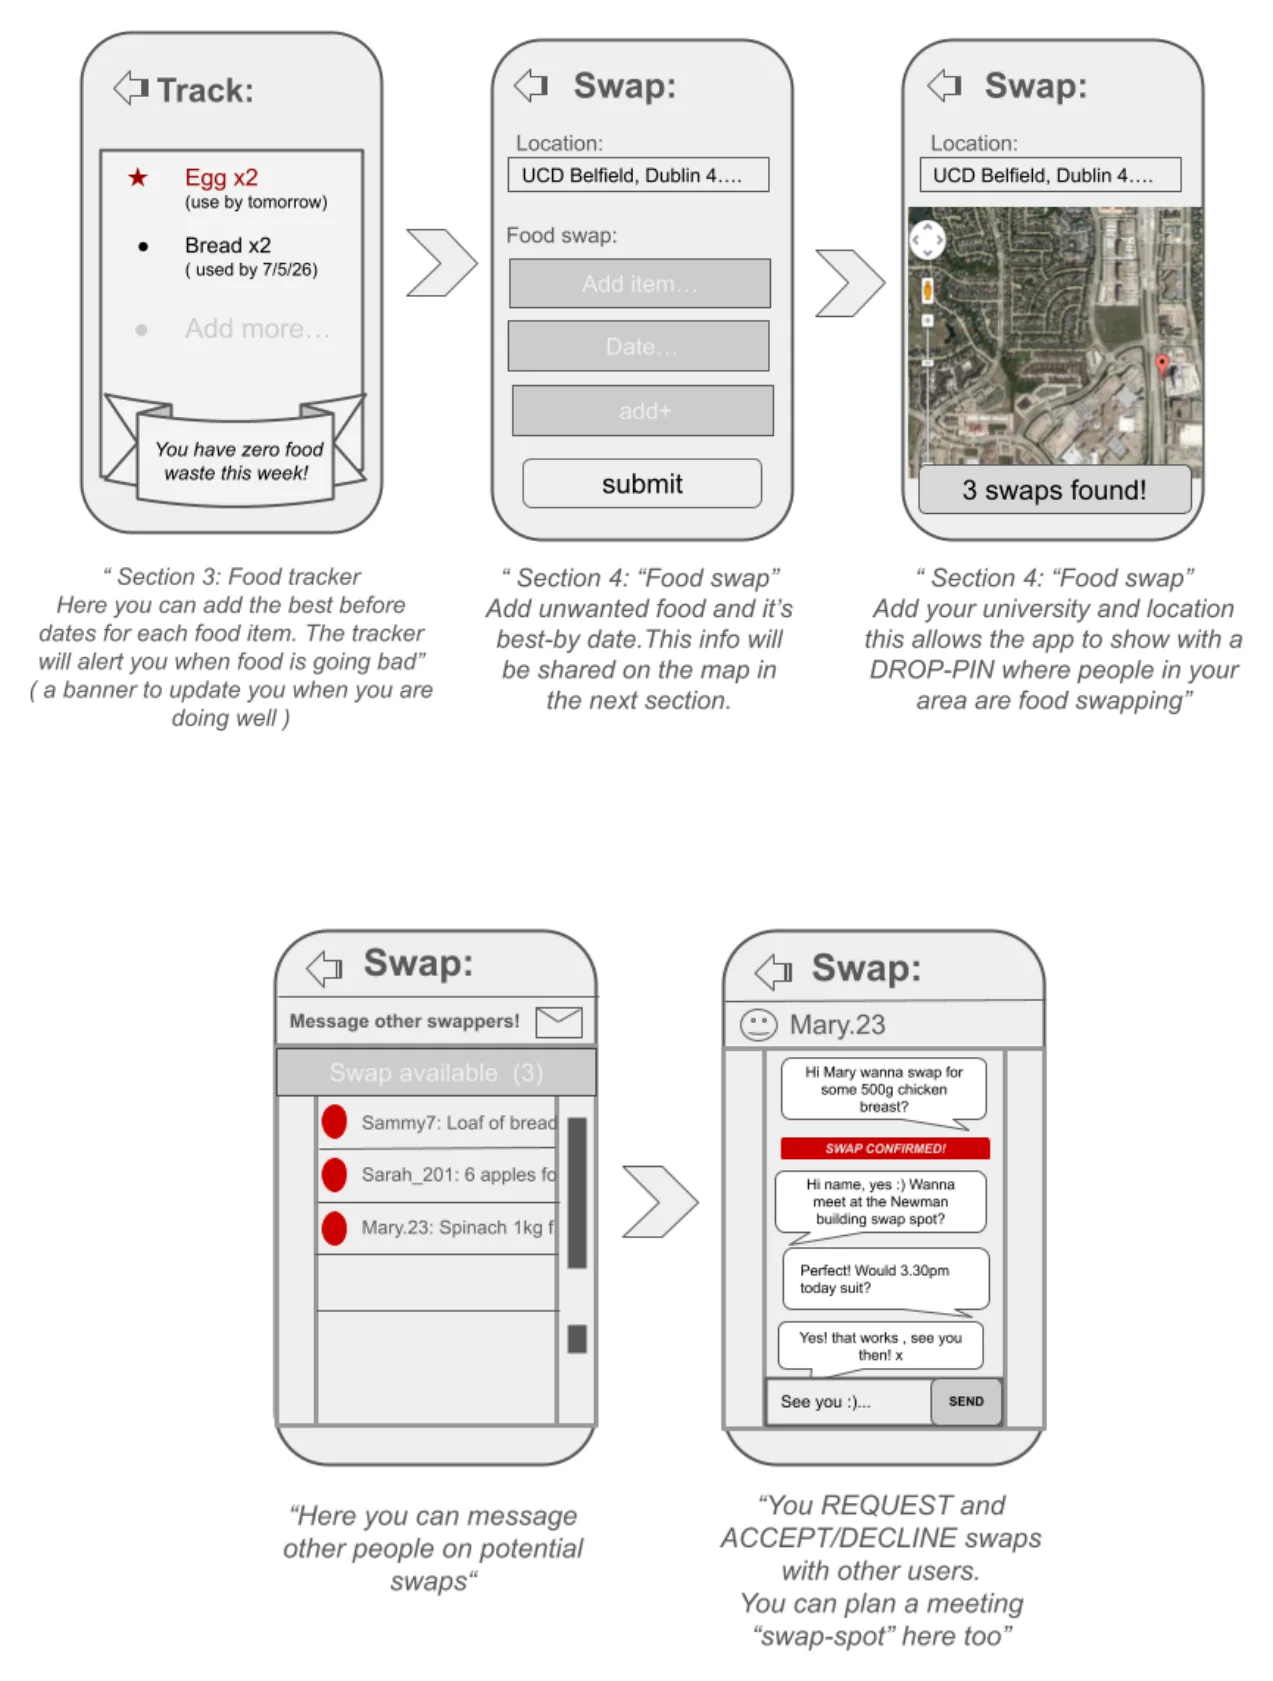 Track:
Egg x2
(use by tomorrow)
Bread x2
( used by 7/5/26)
Add more...
You have zero food
waste this week!
“ Section 3: Food tracker
Here you can add the best before
dates for each food item. The tracker
will alert you when food is going bad”
( a banner to update you when you are
doing well )
Swap:
Location:
UCD Belfield, Dublin 4....
Food swap:
Add item...
Date...
add+
submit
“ Section 4: “Food swap”
Add unwanted food and it’s
best-by date.This info will
be shared on the map in
the next section.
Swap:
Location:
UCD Belfield, Dublin 4....
3 swaps found!
“ Section 4: “Food swap”
Add your university and location
this allows the app to show with a
DROP-PIN where people in your
area are food swapping”
Swap:
Message other swappers!
Swap available (3)
Sammy7: Loaf of bread
Sarah_201: 6 apples fo
Mary.23: Spinach 1kg f
“Here you can message
other people on potential
swaps“
Swap:
Mary.23
Hi Mary wanna swap for
some 500g chicken
breast?
SWAP CONFIRMED!
Hi name, yes :) Wanna
meet at the Newman
building swap spot?
Perfect! Would 3.30pm
today suit?
Yes! that works , see you
then! x
See you :)...
SEND
“You REQUEST and
ACCEPT/DECLINE swaps
with other users.
You can plan a meeting
“swap-spot” here too”